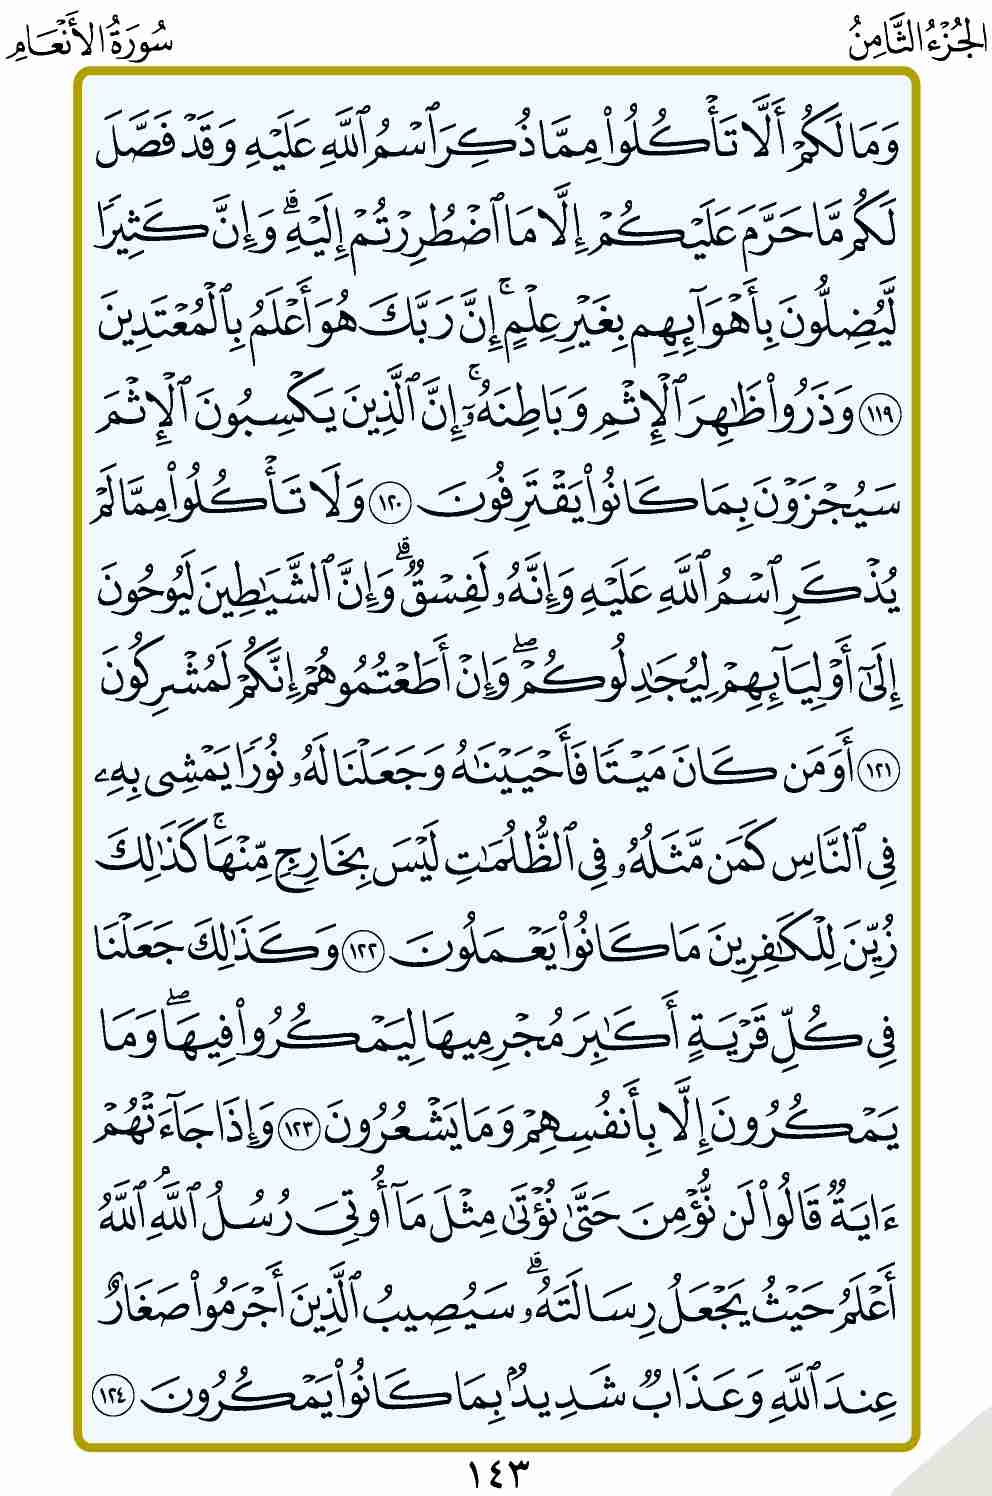 الجُزْءُ الثَّامِنُ
سُورَةُ الأَنْعَامِ
وَمَا لَكُمْ أَلَّا تَأْكُلُوا۟ مِمَّا ذُكِرَ ٱسْمُ ٱللَّهِ عَلَيْهِ وَقَدْ فَصَّلَ
لَكُم مَّا حَرَّمَ عَلَيْكُمْ إِلَّا مَا ٱضْطُرِرْتُمْ إِلَيْهِ ۗ وَإِنَّ كَثِيرًا
لَّيُضِلُّونَ بِأَهْوَآئِهِم بِغَيْرِ عِلْمٍ ۚ إِنَّ رَبَّكَ هُوَ أَعْلَمُ بِٱلْمُعْتَدِينَ
١١٩ وَذَرُوا۟ ظَٰهِرَ ٱلْإِثْمِ وَبَاطِنَهُۥٓ ۚ إِنَّ ٱلَّذِينَ يَكْسِبُونَ ٱلْإِثْمَ
سَيُجْزَوْنَ بِمَا كَانُوا۟ يَقْتَرِفُونَ ١٢٠ وَلَا تَأْكُلُوا۟ مِمَّا لَمْ
يُذْكَرِ ٱسْمُ ٱللَّهِ عَلَيْهِ وَإِنَّهُۥ لَفِسْقٌ ۗ وَإِنَّ ٱلشَّيَٰطِينَ لَيُوحُونَ
إِلَىٰٓ أَوْلِيَآئِهِمْ لِيُجَٰدِلُوكُمْ ۖ وَإِنْ أَطَعْتُمُوهُمْ إِنَّكُمْ لَمُشْرِكُونَ
١٢١ أَوَمَن كَانَ مَيْتًا فَأَحْيَيْنَٰهُ وَجَعَلْنَا لَهُۥ نُورًا يَمْشِى بِهِۦ
فِى ٱلنَّاسِ كَمَن مَّثَلُهُۥ فِى ٱلظُّلُمَٰتِ لَيْسَ بِخَارِجٍ مِّنْهَا ۚ كَذَٰلِكَ
زُيِّنَ لِلْكَٰفِرِينَ مَا كَانُوا۟ يَعْمَلُونَ ١٢٢ وَكَذَٰلِكَ جَعَلْنَا
فِى كُلِّ قَرْيَةٍ أَكَٰبِرَ مُجْرِمِيهَا لِيَمْكُرُوا۟ فِيهَا ۖ وَمَا
يَمْكُرُونَ إِلَّا بِأَنفُسِهِمْ وَمَا يَشْعُرُونَ ١٢٣ وَإِذَا جَآءَتْهُمْ
ءَايَةٌ قَالُوا۟ لَن نُّؤْمِنَ حَتَّىٰ نُؤْتَىٰ مِثْلَ مَآ أُوتِىَ رُسُلُ ٱللَّهِ ۘ ٱللَّهُ
أَعْلَمُ حَيْثُ يَجْعَلُ رِسَالَتَهُۥ ۗ سَيُصِيبُ ٱلَّذِينَ أَجْرَمُوا۟ صَغَارٌ
عِندَ ٱللَّهِ وَعَذَابٌ شَدِيدٌۢ بِمَا كَانُوا۟ يَمْكُرُونَ ١٢٤
١٤٣